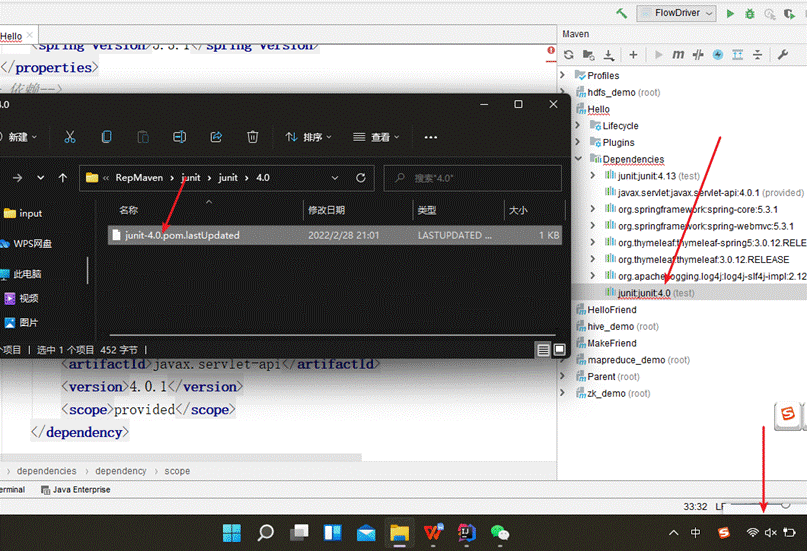 FlowDriver
Hello
<spring version>5.3.1</spring version>
</properties>
依赖-->
Maven
Profiles
hdfs_demo (root)
Hello
Lifecycle
Plugins
Dependencies
junit:junit:4.13 (test)
javax.servlet:javax.servlet-api:4.0.1 (provided)
org.springframework:spring-core:5.3.1
org.springframework:spring-webmvc:5.3.1
org.thymeleaf:thymeleaf-spring5:3.0.12.RELE
org.thymeleaf:thymeleaf:3.0.12.RELEASE
org.apache.logging.log4j:log4j-slf4j-impl:2.12
junit:junit:4.0 (test)
HelloFriend
hive_demo (root)
MakeFriend
mapreduce_demo (root)
Parent (root)
zk_demo (root)
4.0
新建
排序
查看
« RepMaven › junit › junit › 4.0
搜索"4.0"
名称
修改日期
类型
大小
input
WPS网盘
此电脑
视频
图片
junit-4.0.pom.lastUpdated
2022/2/28 21:01
LASTUPDATED ...
1 KB
个项目 | 选中 1 个项目 452 字节 |
<artifactId>javax.servlet-api</artifactId>
<version>4.0.1</version>
<scope>provided</scope>
</dependency>
› dependencies › dependency › scope
erminal
Java Enterprise
33:32
LF
中